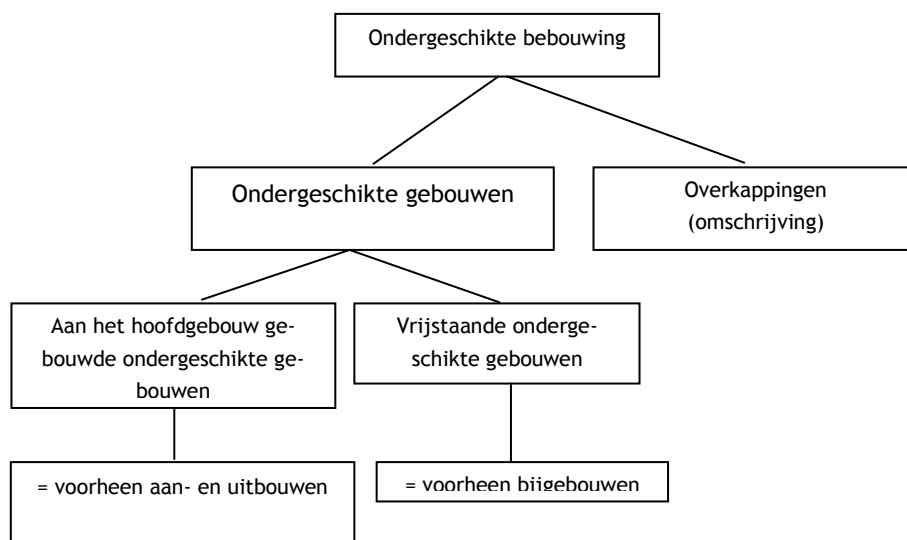 Ondergeschikte bebouwing
Ondergeschikte gebouwen
Overkappingen
(omschrijving)
Aan het hoofdgebouw ge-
bouwde ondergeschikte ge-
bouwen
Vrijstaande onderge-
schikte gebouwen
= voorheen aan- en uitbouwen
= voorheen bijgebouwen